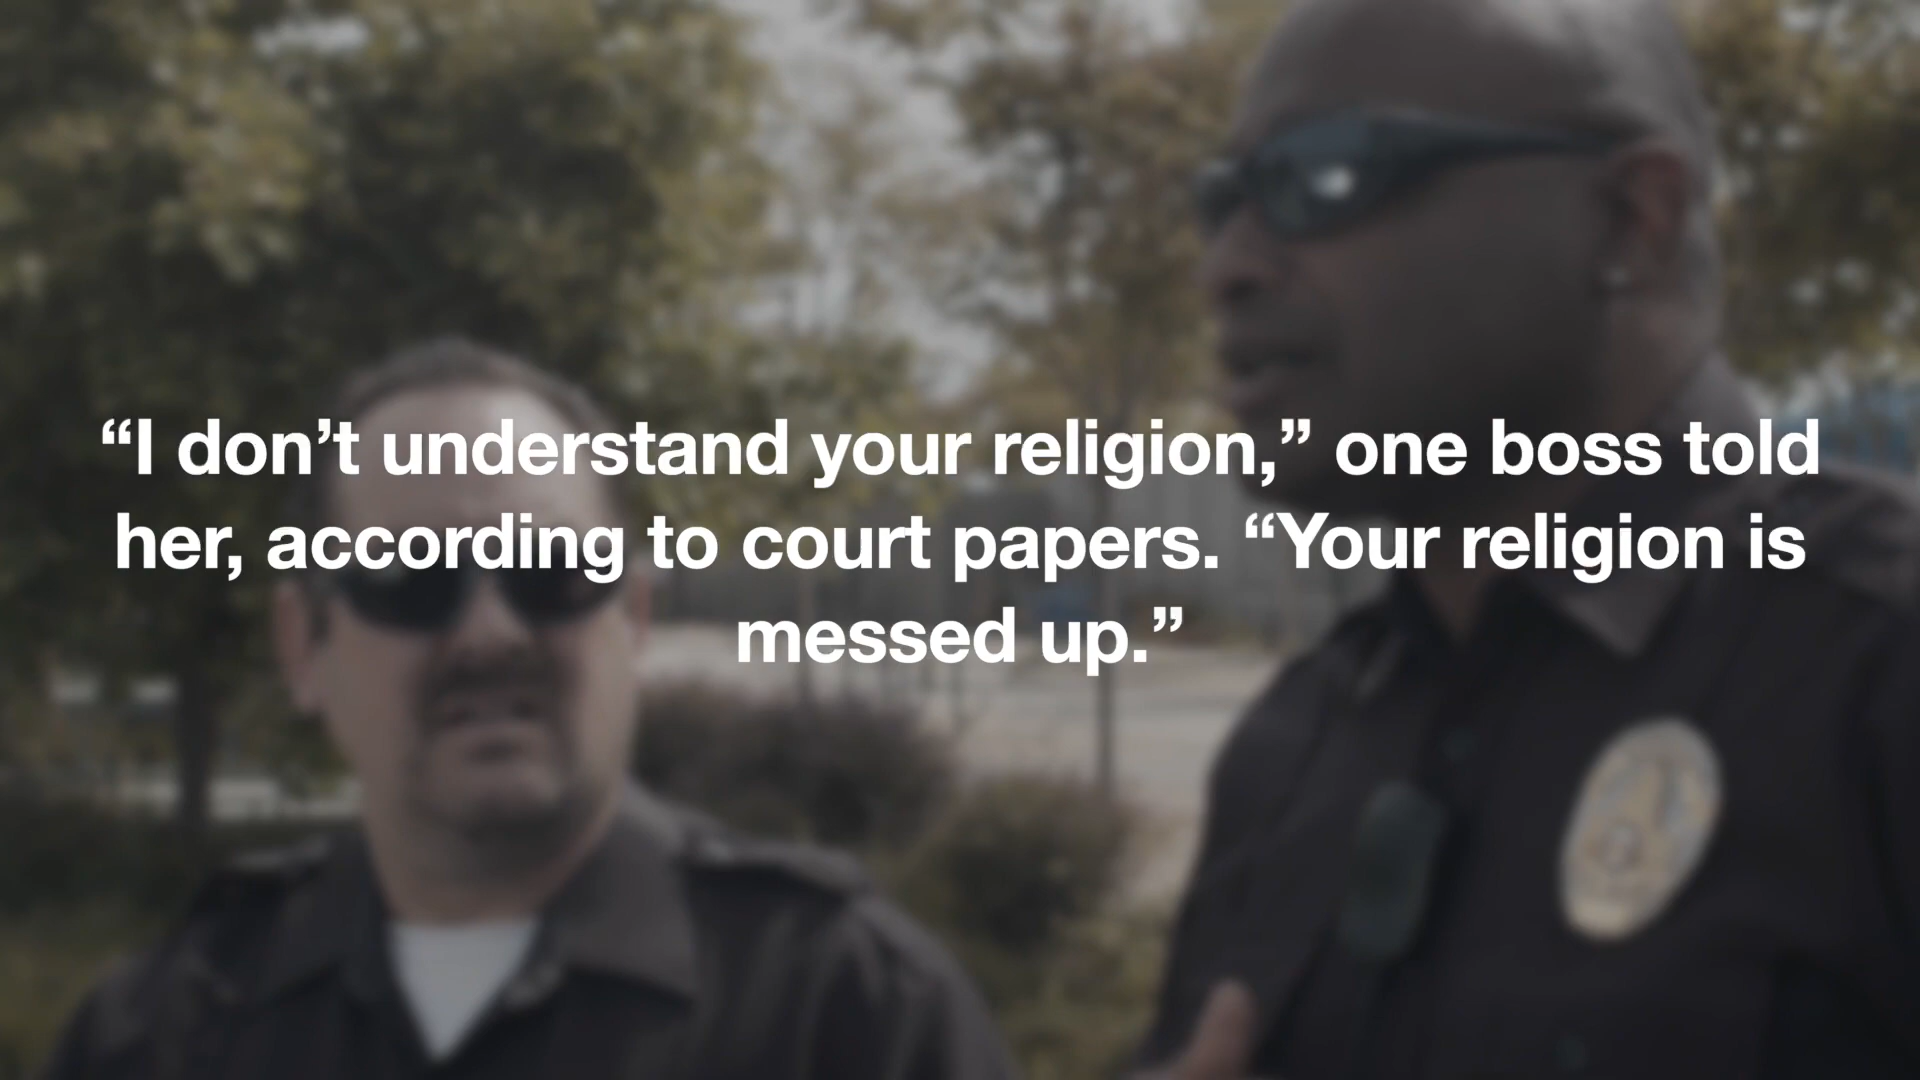 “I don’t understand your religion,” one boss told
her, according to court papers. “Your religion is
messed up.”